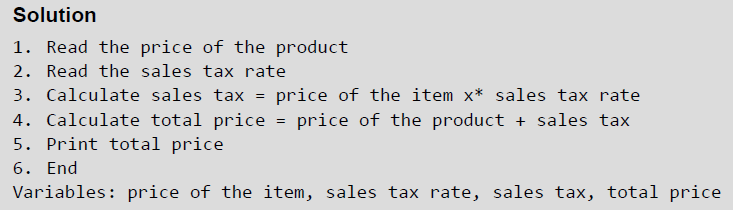 Solution
1. Read the price of the product
2. Read the sales tax rate
3. Calculate sales tax = price of the item x* sales tax rate
4. Calculate total price = price of the product + sales tax
5. Print total price
6. End
Variables: price of the item, sales tax rate, sales tax, total price